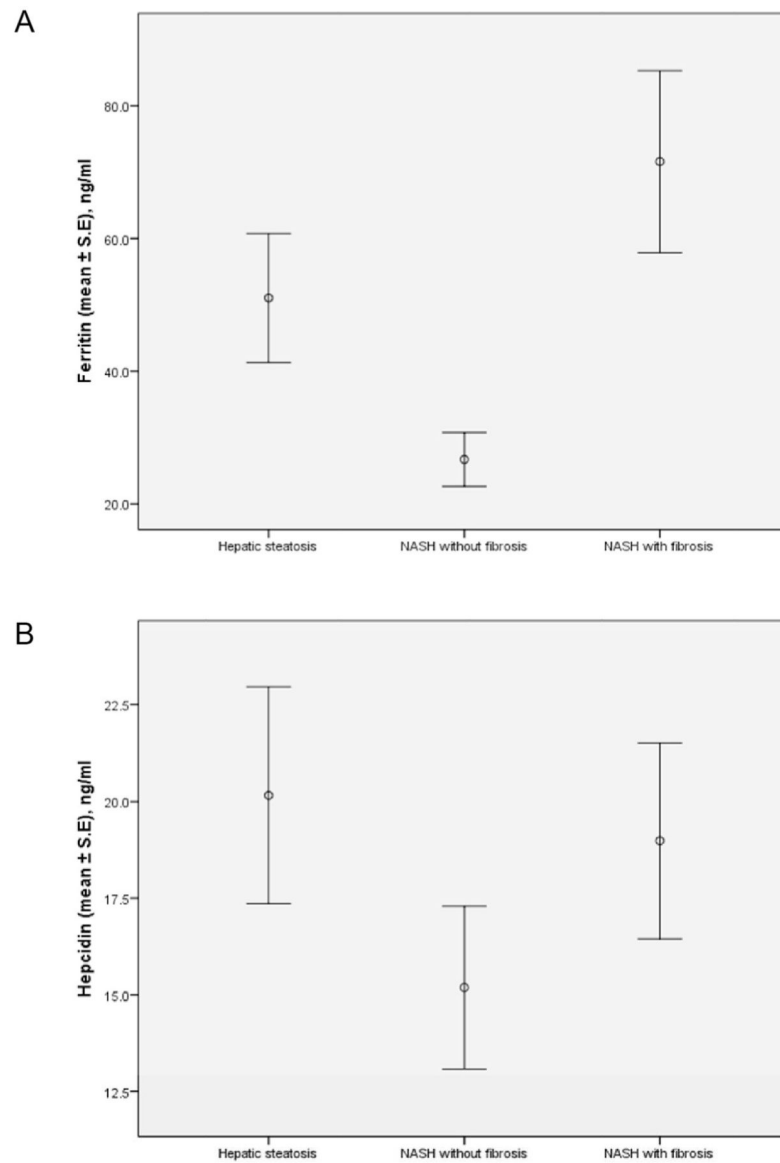 A
Ferritin (mean ± S.E), ng/ml
80.0
60.0
40.0
20.0
Hepatic steatosis
NASH without fibrosis
NASH with fibrosis
B
Hepcidin (mean ± S.E), ng/ml
22.5
20.0
17.5
15.0
12.5
Hepatic steatosis
NASH without fibrosis
NASH with fibrosis